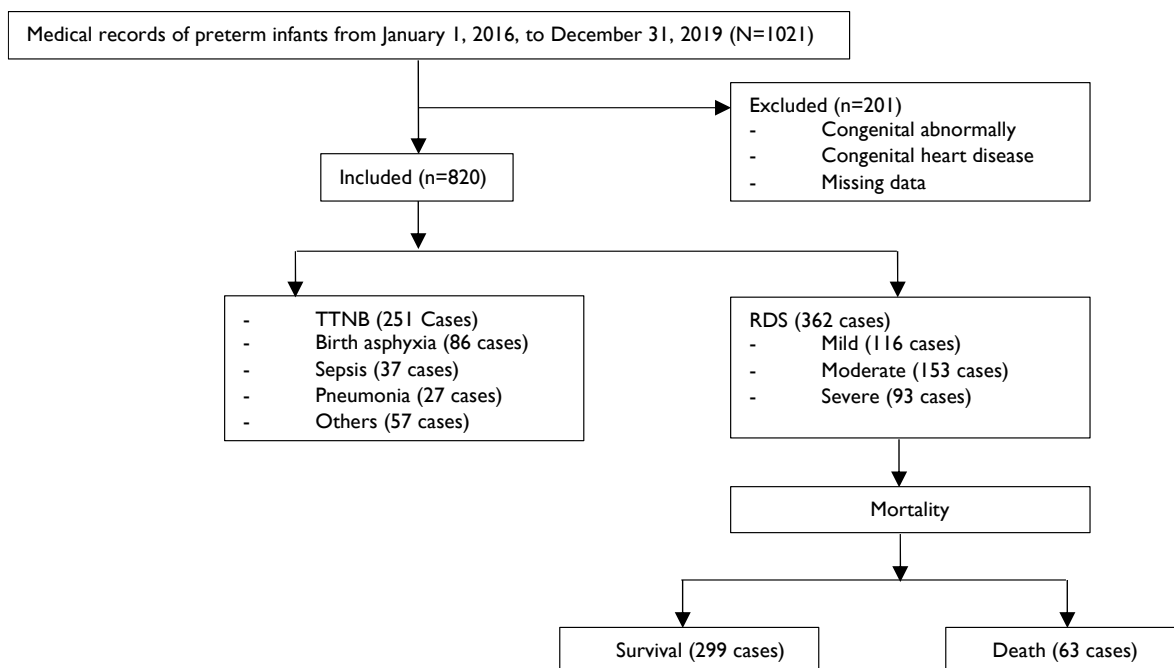 Medical records of preterm infants from January 1, 2016, to December 31, 2019 (N=1021)
Excluded (n=201)
- Congenital abnormally
- Congenital heart disease
- Missing data
Included (n=820)
- TTNB (251 Cases)
- Birth asphyxia (86 cases)
- Sepsis (37 cases)
- Pneumonia (27 cases)
- Others (57 cases)
RDS (362 cases)
- Mild (116 cases)
- Moderate (153 cases)
- Severe (93 cases)
Mortality
Survival (299 cases)
Death (63 cases)